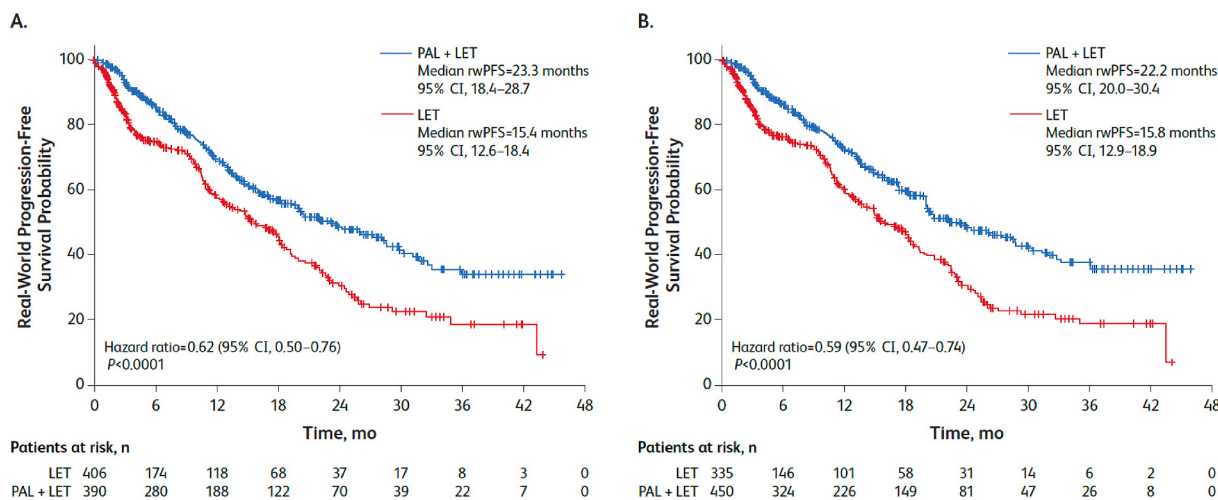 A.
Real-World Progression-Free
Survival Probability
100
80
60
40
20
0
PAL + LET
Median rwPFS=23.3 months
95% CI, 18.4–28.7
LET
Median rwPFS=15.4 months
95% CI, 12.6–18.4
Hazard ratio=0.62 (95% CI, 0.50–0.76)
P<0.0001
0 6 12 18 24 30 36 42 48
Time, mo
Patients at risk, n
LET 406 174 118 68 37 17 8 3 0
PAL + LET 390 280 188 122 70 39 22 7 0
B.
Real-World Progression-Free
Survival Probability
100
80
60
40
20
0
PAL + LET
Median rwPFS=22.2 months
95% CI, 20.0–30.4
LET
Median rwPFS=15.8 months
95% CI, 12.9–18.9
Hazard ratio=0.59 (95% CI, 0.47–0.74)
P<0.0001
0 6 12 18 24 30 36 42 48
Time, mo
Patients at risk, n
LET 335 146 101 58 31 14 6 2 0
PAL + LET 450 324 226 149 81 47 26 8 0